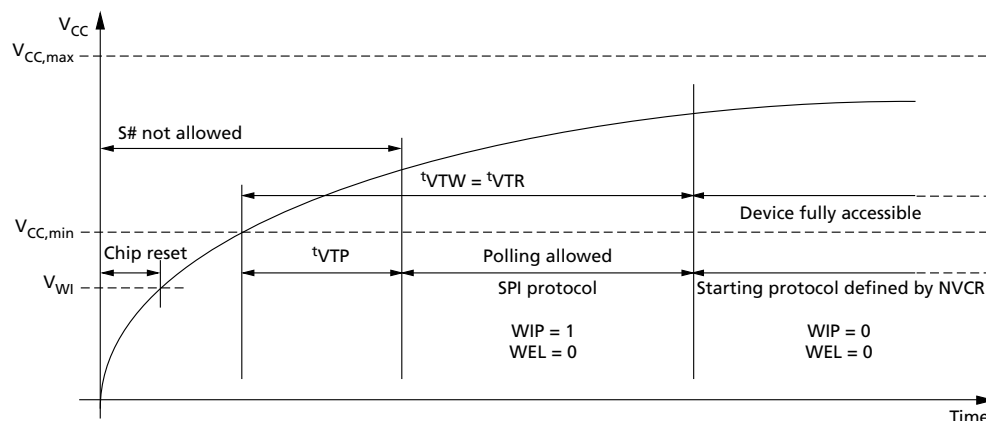 VCC
VCC,max
S# not allowed
tVTW = tVTR
Device fully accessible
VCC,min
Chip reset
tVTP
Polling allowed
VWI
SPI protocol
Starting protocol defined by NVCR
WIP = 1
WEL = 0
WIP = 0
WEL = 0
Time